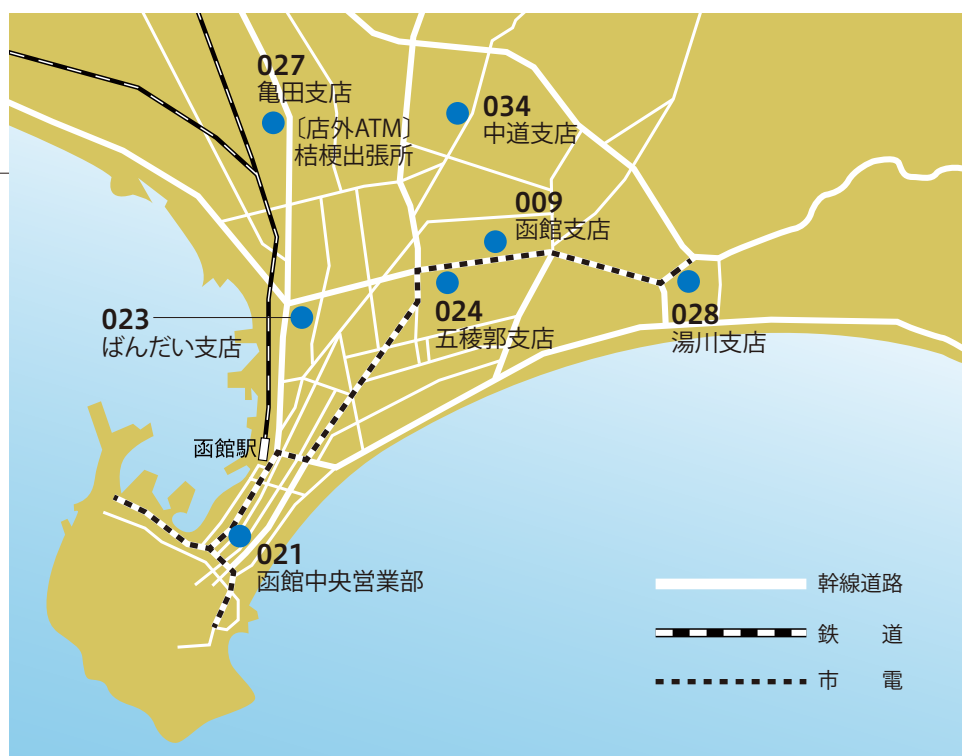 027
亀田支店
〔店外ATM〕
桔梗出張所
034
中道支店
009
函館支店
023
ばんだい支店
024
五稜郭支店
028
湯川支店
函館駅
021
函館中央営業部
幹線道路
鉄　道
市　電